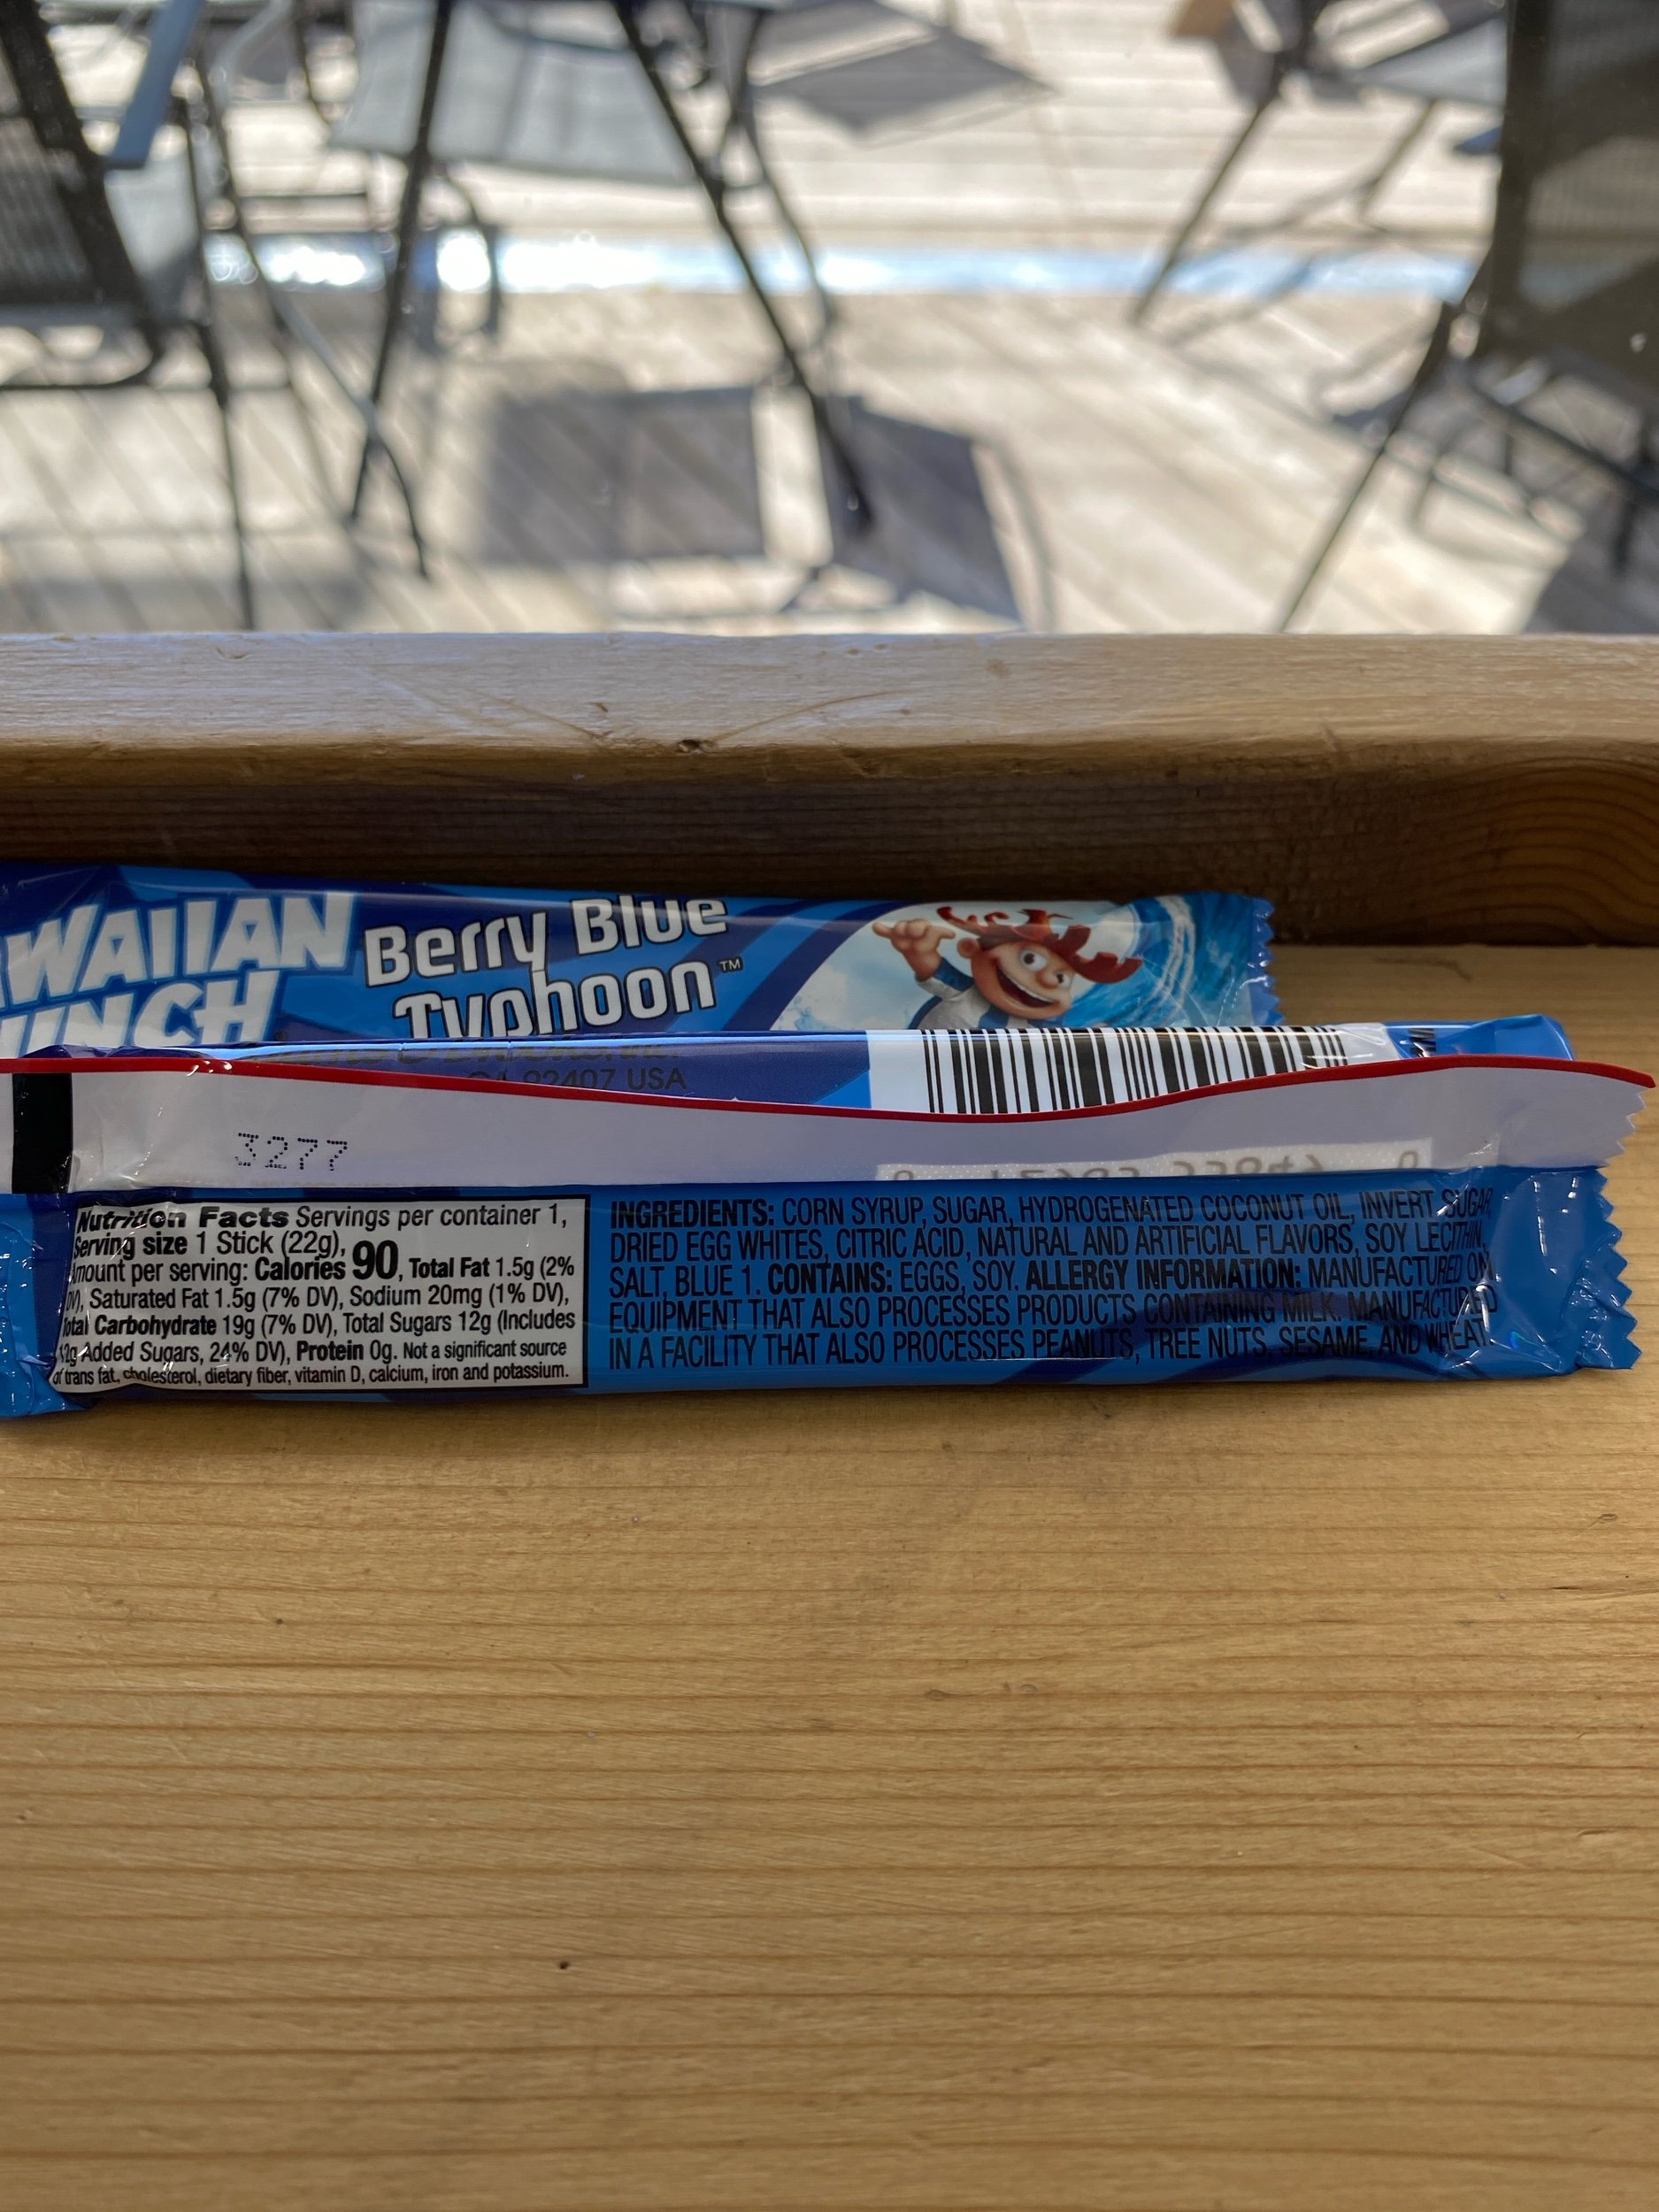 WAIIAN
UNCH
Berry Blue
Typhoon™
CA 92407 USA
3277
Nutrition Facts Servings per container 1,
Serving size 1 Stick (22g),
Amount per serving: Calories 90, Total Fat 1.5g (2%
DV), Saturated Fat 1.5g (7% DV), Sodium 20mg (1% DV),
Total Carbohydrate 19g (7% DV), Total Sugars 12g (Includes
12g Added Sugars, 24% DV), Protein 0g. Not a significant source
of trans fat, cholesterol, dietary fiber, vitamin D, calcium, iron and potassium.
INGREDIENTS: CORN SYRUP, SUGAR, HYDROGENATED COCONUT OIL, INVERT SUGAR,
DRIED EGG WHITES, CITRIC ACID, NATURAL AND ARTIFICIAL FLAVORS, SOY LECITHIN,
SALT, BLUE 1. CONTAINS: EGGS, SOY. ALLERGY INFORMATION: MANUFACTURED ON
EQUIPMENT THAT ALSO PROCESSES PRODUCTS CONTAINING MILK. MANUFACTURED
IN A FACILITY THAT ALSO PROCESSES PEANUTS, TREE NUTS, SESAME, AND WHEAT.